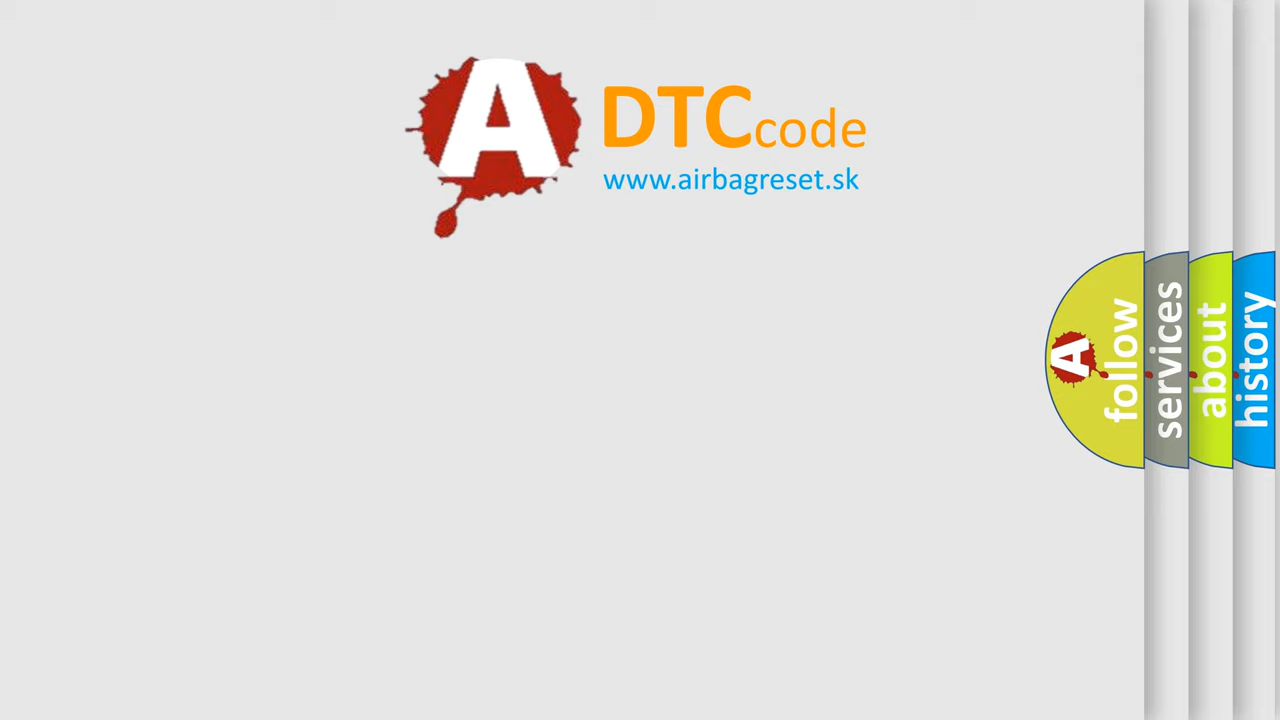 A DTCcode
www.airbagreset.sk
A follow
services
about
history